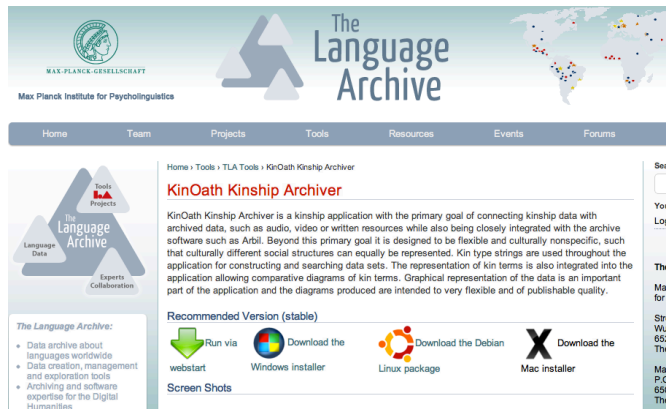 MAX-PLANCK-GESELLSCHAFT
Max Planck Institute for Psycholinguistics
The
Language
Archive
Home Team Projects Tools Resources Events Forums
Tools
Projects
The
Language
Archive
Language
Data
Experts
Collaboration
The Language Archive:
Data archive about
languages worldwide
Data creation, management
and exploration tools
Archiving and software
expertise for the Digital
Humanities
Home › Tools › TLA Tools › KinOath Kinship Archiver
KinOath Kinship Archiver
KinOath Kinship Archiver is a kinship application with the primary goal of connecting kinship data with
archived data, such as audio, video or written resources while also being closely integrated with the archive
software such as Arbil. Beyond this primary goal it is designed to be flexible and culturally nonspecific, such
that culturally different social structures can equally be represented. Kin type strings are used throughout the
application for constructing and searching data sets. The representation of kin terms is also integrated into the
application allowing comparative diagrams of kin terms. Graphical representation of the data is an important
part of the application and the diagrams produced are intended to very flexible and of publishable quality.
Recommended Version (stable)
Run via
webstart
Download the
Windows installer
Download the Debian
Linux package
Download the
Mac installer
Screen Shots